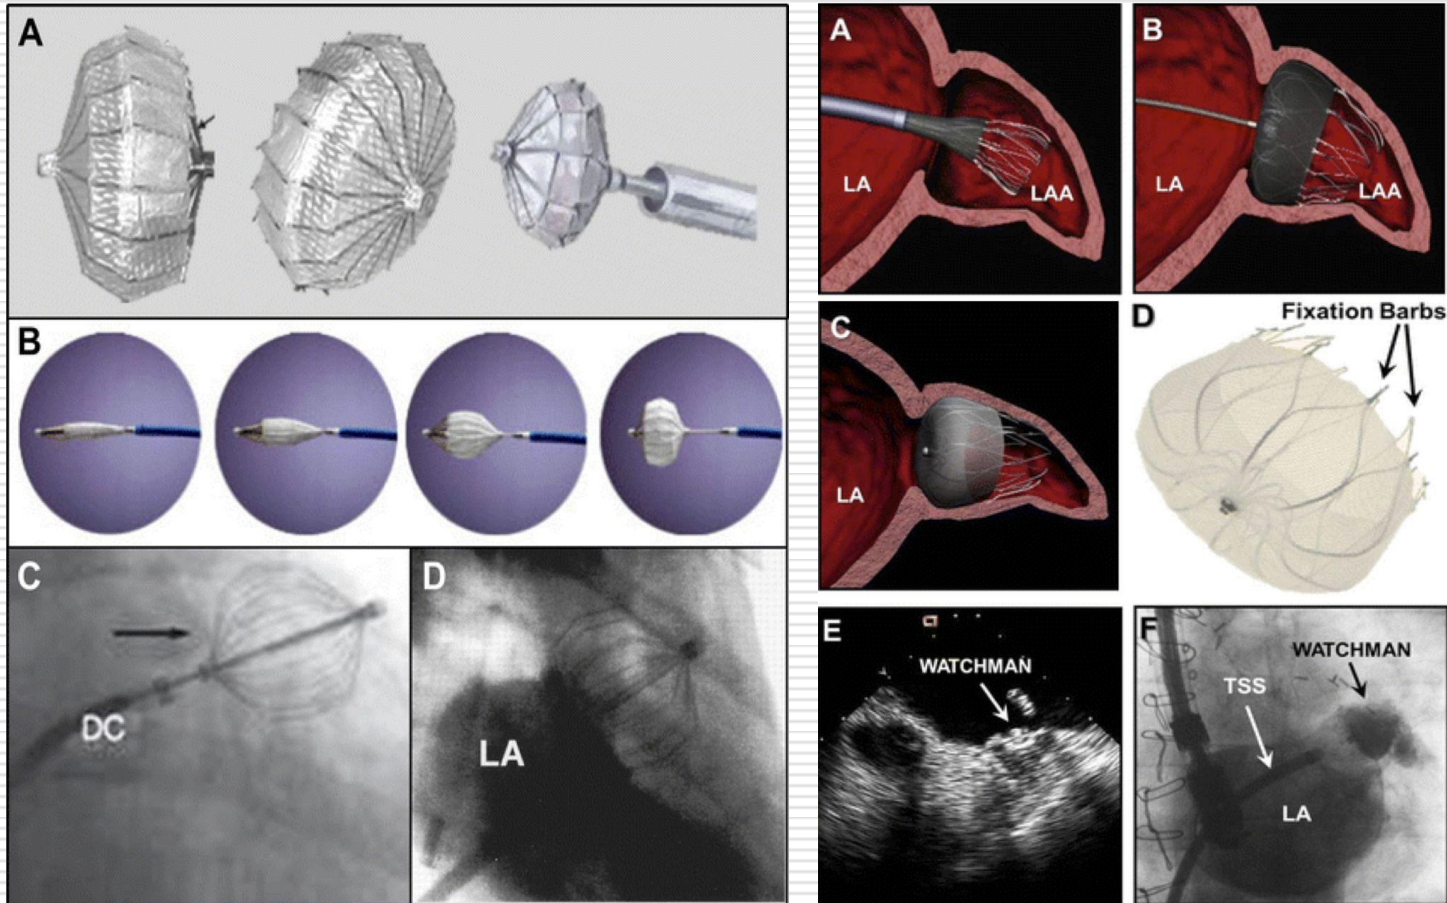 A
B
C
DC
D
LA
A
LA
LAA
B
LA
LAA
C
LA
D
Fixation Barbs
E
WATCHMAN
F
WATCHMAN
TSS
LA